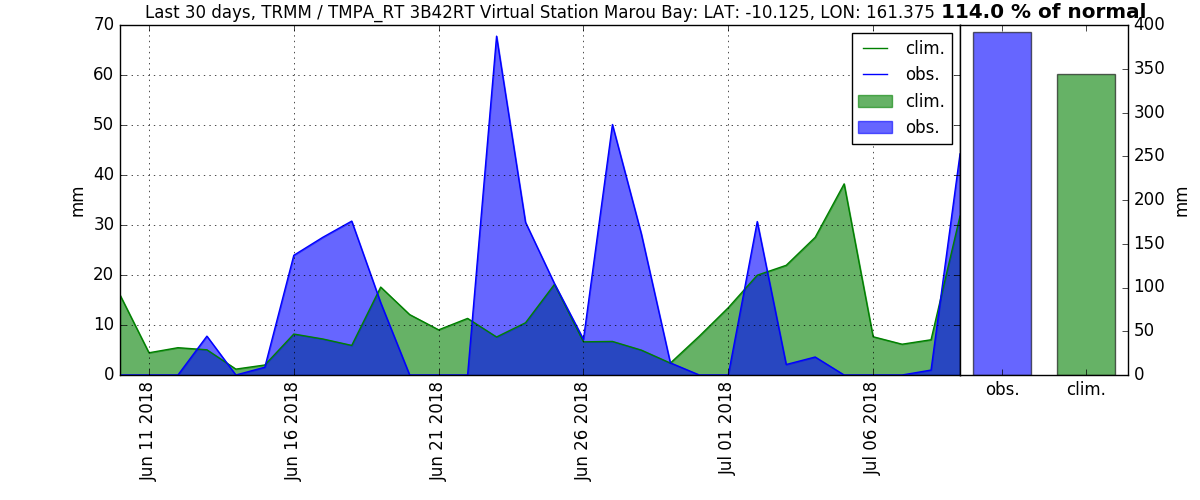 Last 30 days, TRMM / TMPA_RT 3B42RT Virtual Station Marou Bay: LAT: -10.125, LON: 161.375 114.0 % of normal
70
60
50
40
30
20
10
0
mm
clim.
obs.
clim.
obs.
Jun 11 2018
Jun 16 2018
Jun 21 2018
Jun 26 2018
Jul 01 2018
Jul 06 2018
400
350
300
250
200
150
100
50
0
mm
obs.
clim.